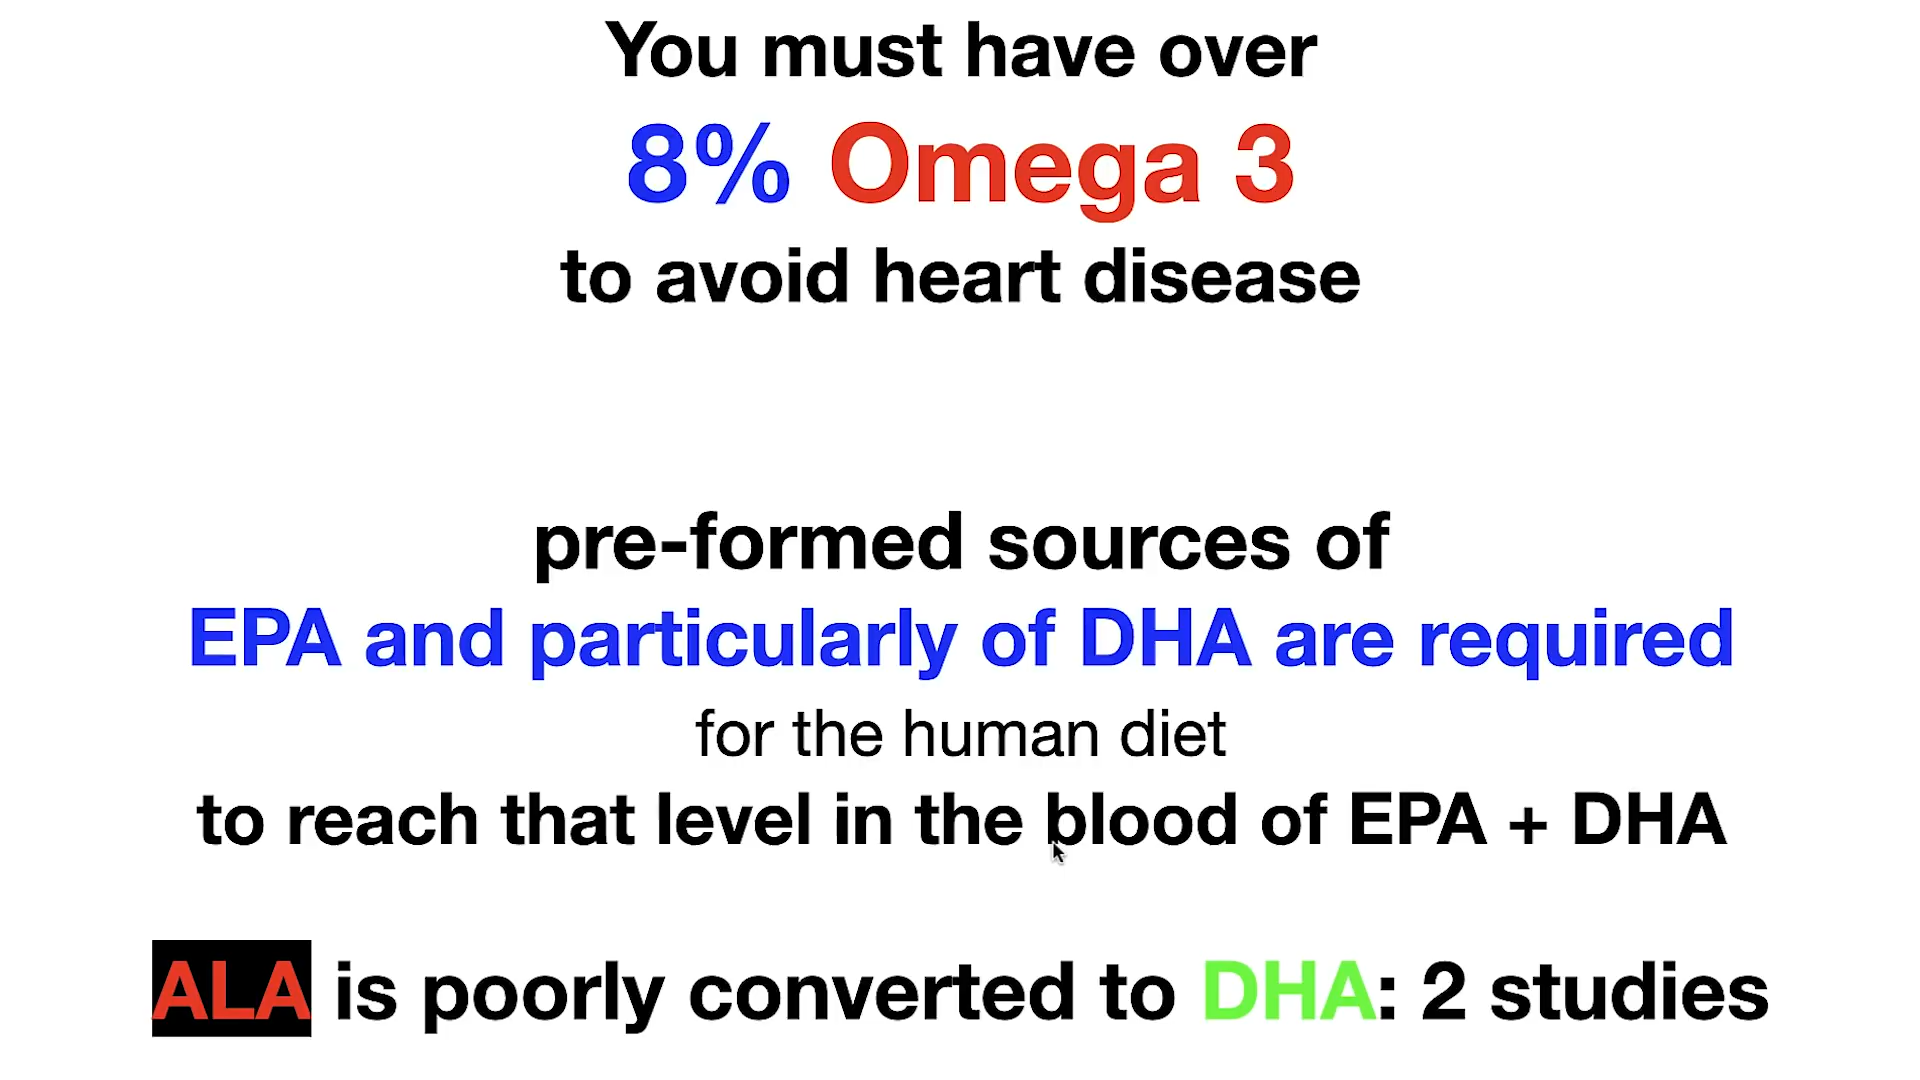 You must have over
8% Omega 3
to avoid heart disease
pre-formed sources of
EPA and particularly of DHA are required
for the human diet
to reach that level in the blood of EPA + DHA
ALA is poorly converted to DHA: 2 studies